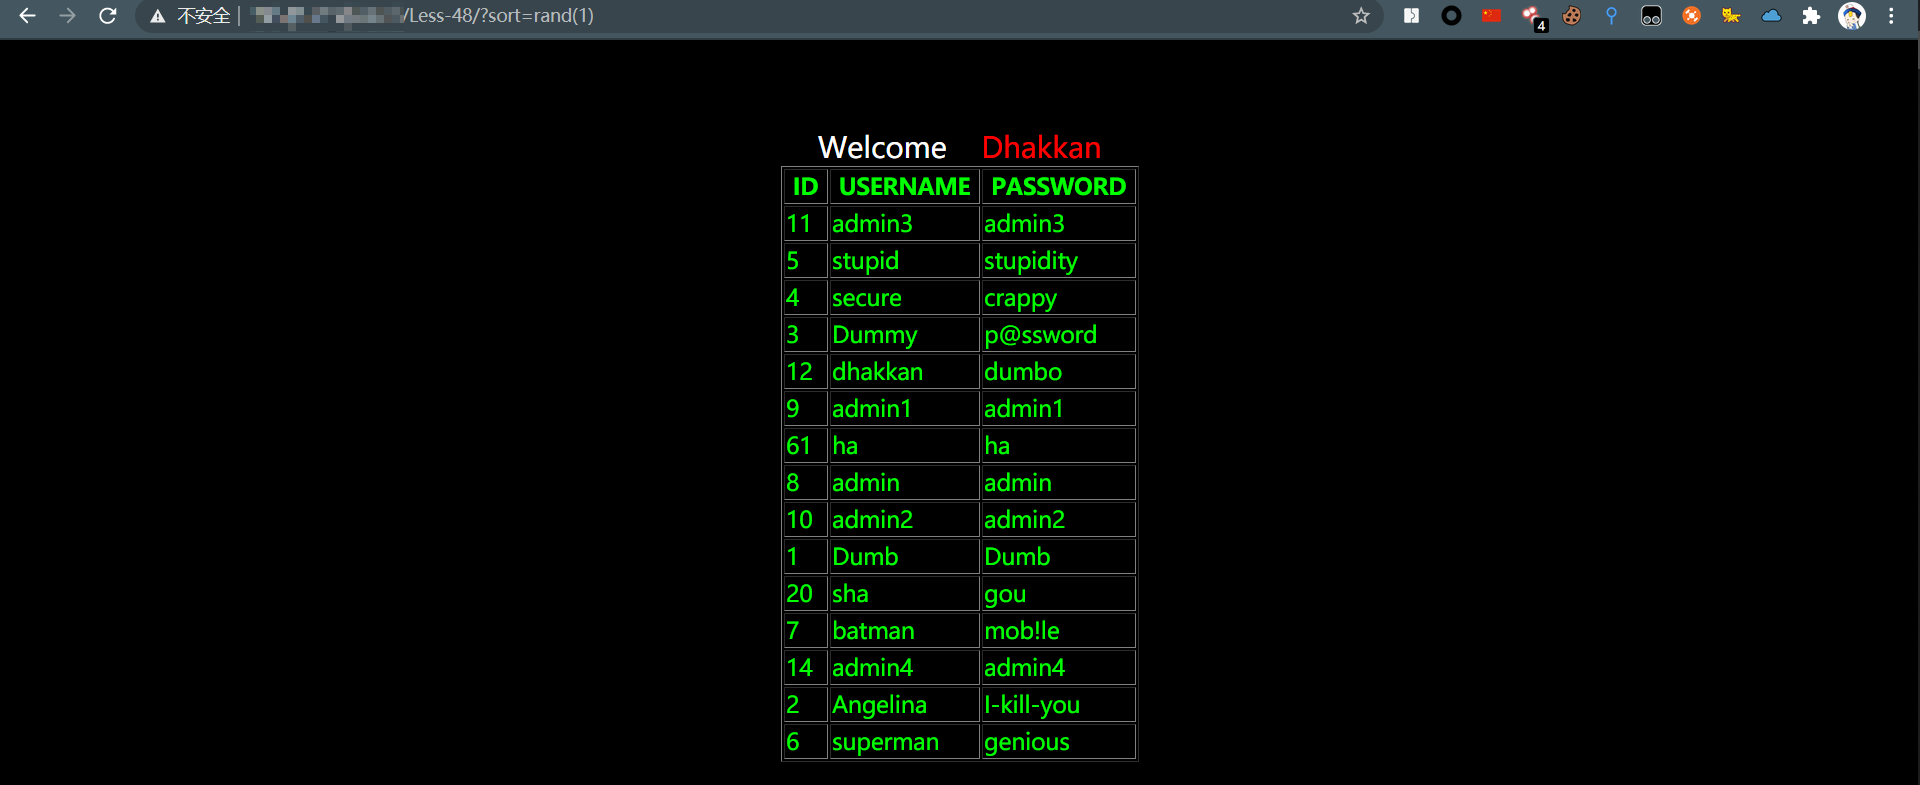 不安全 /Less-48/?sort=rand(1)
4
Welcome Dhakkan
ID USERNAME PASSWORD
11 admin3 admin3
5 stupid stupidity
4 secure crappy
3 Dummy p@ssword
12 dhakkan dumbo
9 admin1 admin1
61 ha ha
8 admin admin
10 admin2 admin2
1 Dumb Dumb
20 sha gou
7 batman mob!le
14 admin4 admin4
2 Angelina I-kill-you
6 superman genious